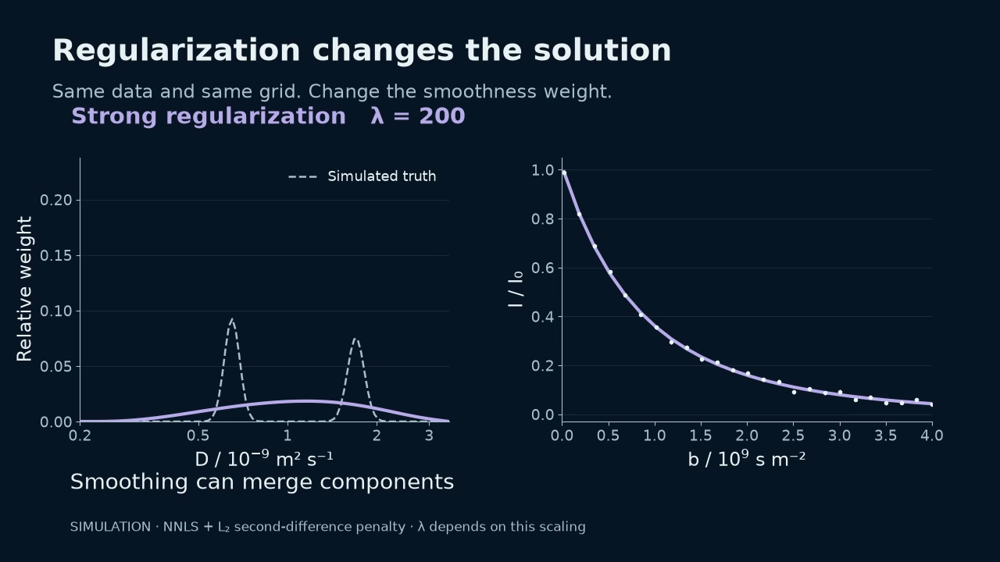 Regularization changes the solution
Same data and same grid. Change the smoothness weight.
Strong regularization λ = 200
Simulated truth
Relative weight
0.20
0.15
0.10
0.05
0.00
0.2 0.5 1 2 3
D / 10⁻⁹ m² s⁻¹
I / I₀
1.0
0.8
0.6
0.4
0.2
0.0
0.0 0.5 1.0 1.5 2.0 2.5 3.0 3.5 4.0
b / 10⁹ s m⁻²
Smoothing can merge components
SIMULATION · NNLS + L₂ second-difference penalty · λ depends on this scaling